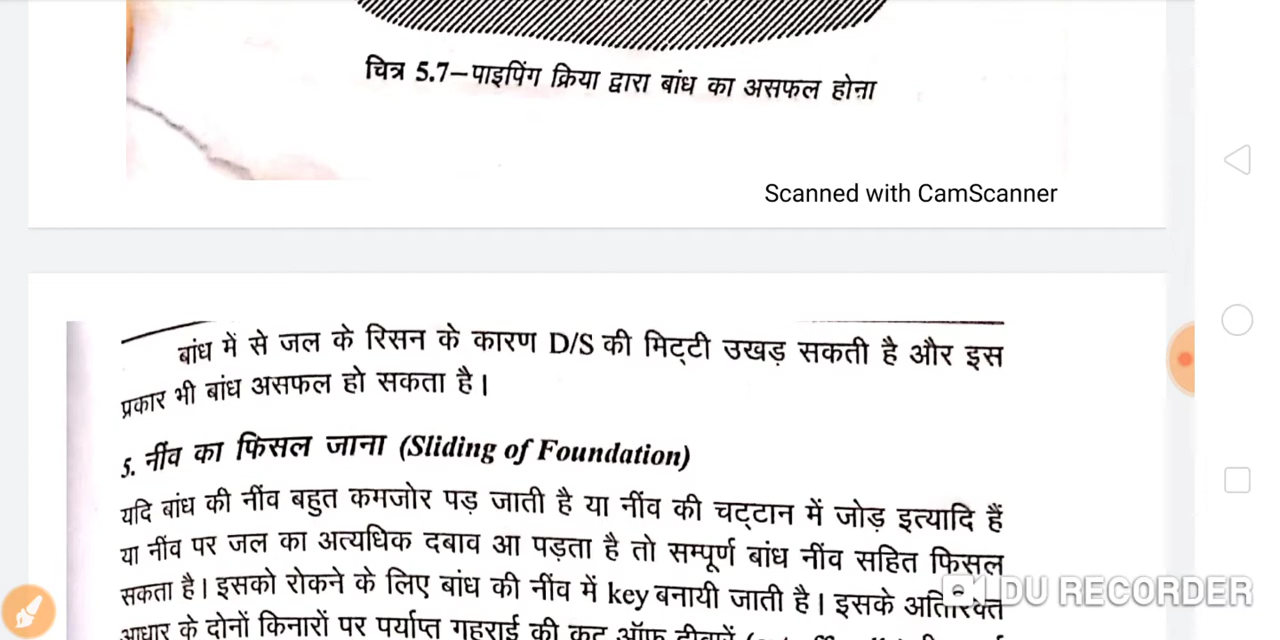 चित्र 5.7–पाइपिंग क्रिया द्वारा बांध का असफल होना
Scanned with CamScanner
बांध में से जल के रिसन के कारण D/S की मिट्टी उखड़ सकती है और इस
प्रकार भी बांध असफल हो सकता है।
5. नींव का फिसल जाना (Sliding of Foundation)
यदि बांध की नींव बहुत कमजोर पड़ जाती है या नींव की चट्टान में जोड़ इत्यादि हैं
या नींव पर जल का अत्यधिक दबाव आ पड़ता है तो सम्पूर्ण बांध नींव सहित फिसल
सकता है। इसको रोकने के लिए बांध की नींव में key बनायी जाती है। इसके अतिरिक्त
DU RECORDER
आधार के दोनों किनारों पर पर्याप्त गहराई की कट ऑफ दीवारें